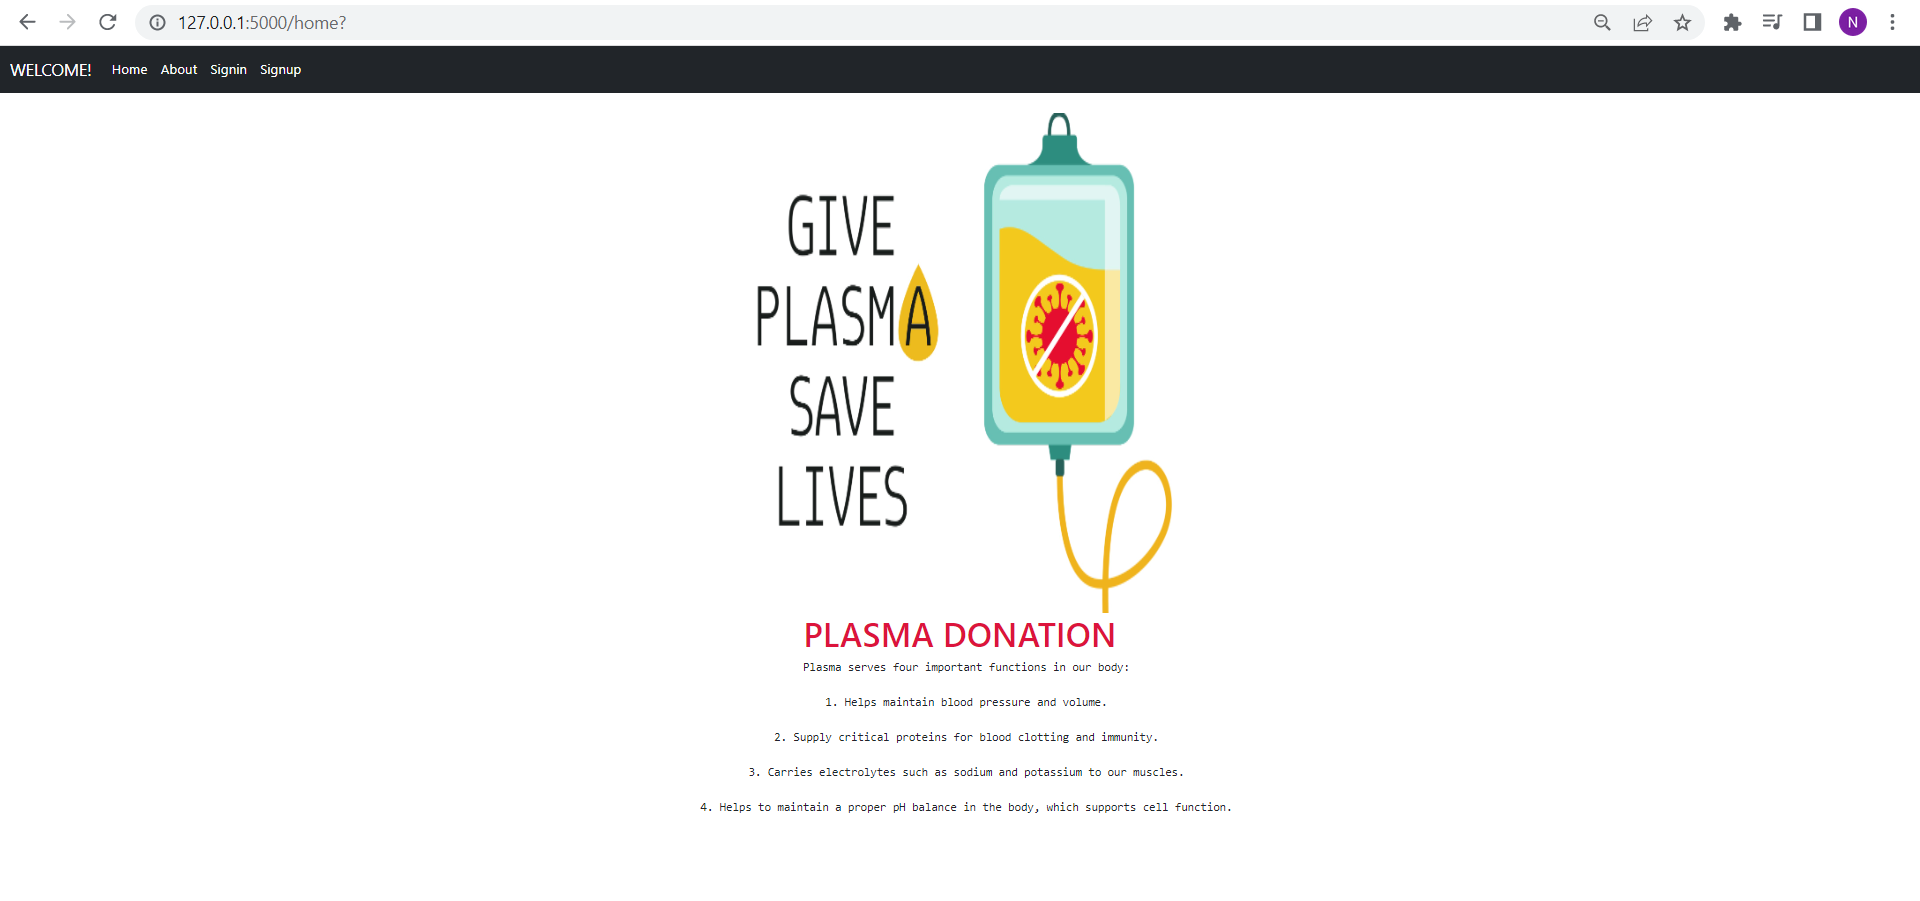 127.0.0.1:5000/home?
N
WELCOME! Home About Signin Signup
GIVE
PLASMA
SAVE
LIVES
PLASMA DONATION
Plasma serves four important functions in our body:
1. Helps maintain blood pressure and volume.
2. Supply critical proteins for blood clotting and immunity.
3. Carries electrolytes such as sodium and potassium to our muscles.
4. Helps to maintain a proper pH balance in the body, which supports cell function.